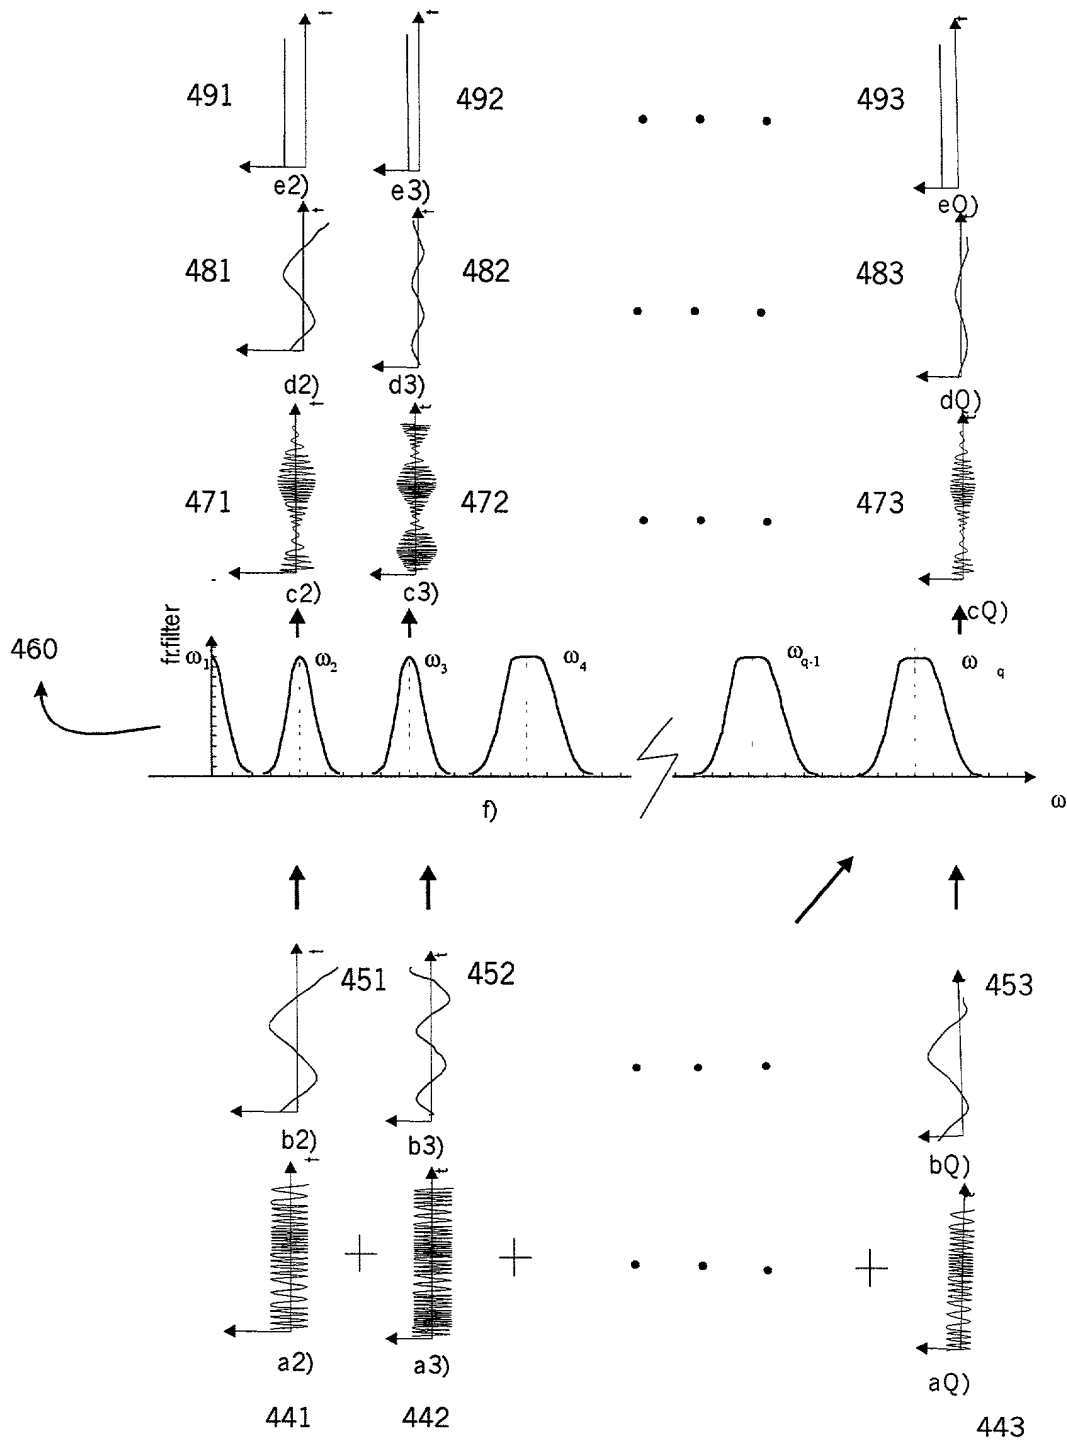 t t t
491 492 493
e2) e3) eQ)
t t
481 482 483
d2) d3) dQ)
t t t
471 472 473
c2) c3) cQ)
460 fr.filter ω1 ω2 ω3 ω4 ωq-1 ω q
f) ω
t t
451 452 453
b2) b3) bQ)
t t
+ + +
a2) a3) aQ)
441 442 443